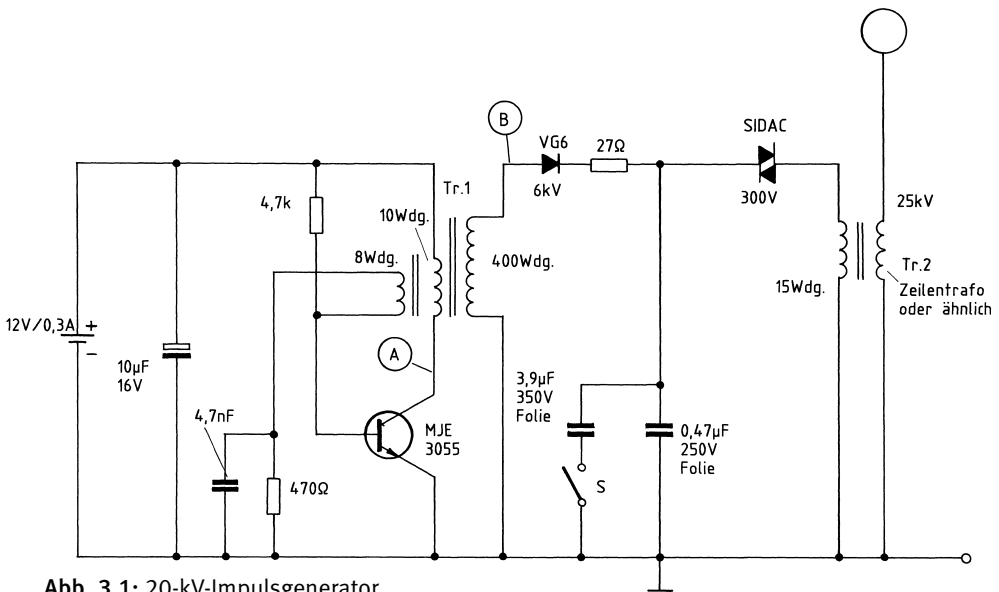 B
SIDAC
VG6
27Ω
6kV
300V
Tr.1
4,7k
10Wdg.
8Wdg.
400Wdg.
25kV
15Wdg.
Tr.2
Zeilentrafo
oder ähnlich
12V/0,3A
+
−
10µF
16V
A
3,9µF
350V
Folie
4,7nF
MJE
3055
0,47µF
250V
Folie
470Ω
S
Abb. 3.1: 20-kV-Impulsgenerator